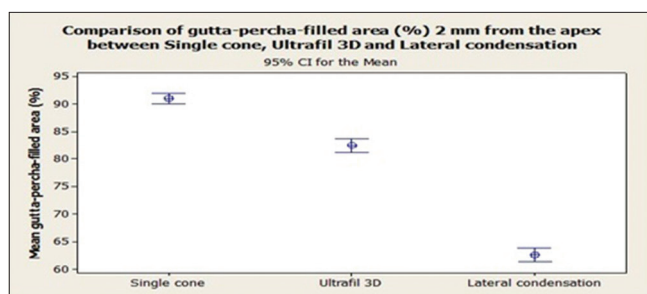 Comparison of gutta-percha-filled area (%) 2 mm from the apex
between Single cone, Ultrafil 3D and Lateral condensation
95% CI for the Mean
Mean gutta-percha-filled area (%)
95
90
85
80
75
70
65
60
Single cone Ultrafil 3D Lateral condensation